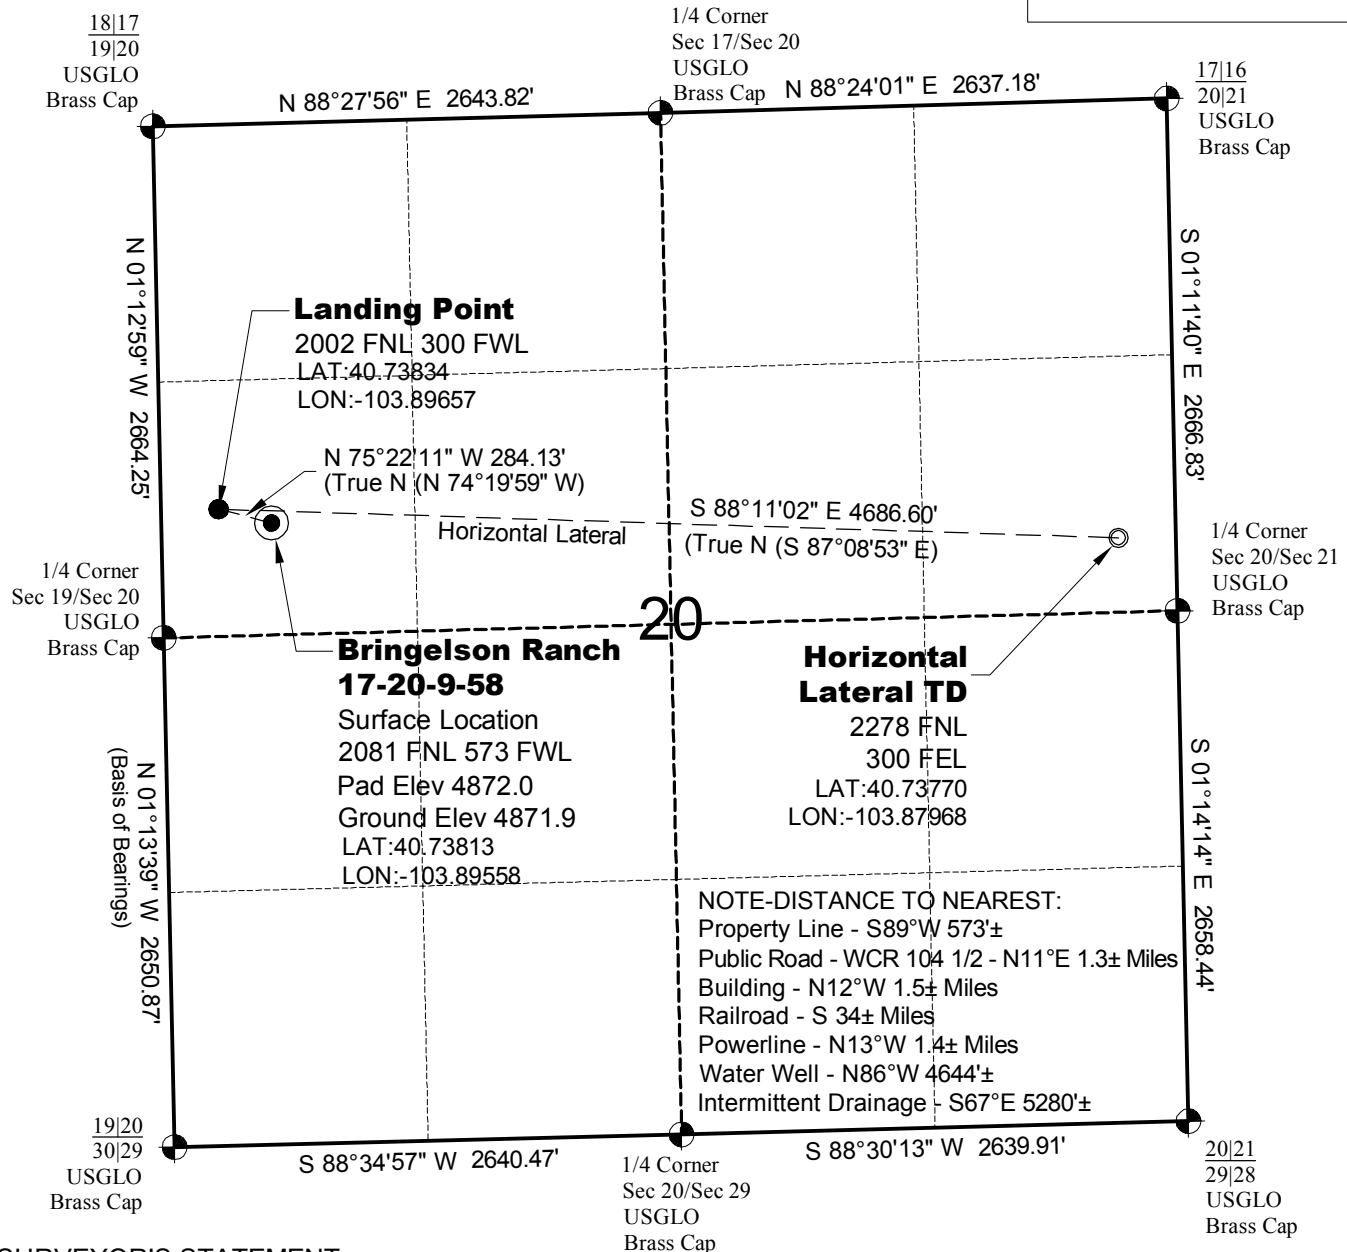 18|17
19|20
USGLO
Brass Cap
1/4 Corner
Sec 17/Sec 20
USGLO
Brass Cap
17|16
20|21
USGLO
Brass Cap
N 88°27'56" E 2643.82'
N 88°24'01" E 2637.18'
N 01°12'59" W 2664.25'
S 01°11'40" E 2666.83'
Landing Point
2002 FNL 300 FWL
LAT:40.73834
LON:-103.89657
N 75°22'11" W 284.13'
(True N (N 74°19'59" W)
S 88°11'02" E 4686.60'
Horizontal Lateral
(True N (S 87°08'53" E)
1/4 Corner
Sec 19/Sec 20
USGLO
Brass Cap
1/4 Corner
Sec 20/Sec 21
USGLO
Brass Cap
20
Bringelson Ranch
17-20-9-58
Surface Location
2081 FNL 573 FWL
Pad Elev 4872.0
Ground Elev 4871.9
LAT:40.73813
LON:-103.89558
Horizontal
Lateral TD
2278 FNL
300 FEL
LAT:40.73770
LON:-103.87968
N 01°13'39" W 2650.87'
(Basis of Bearings)
S 01°14'14" E 2658.44'
NOTE-DISTANCE TO NEAREST:
Property Line - S89°W 573'±
Public Road - WCR 104 1/2 - N11°E 1.3± Miles
Building - N12°W 1.5± Miles
Railroad - S 34± Miles
Powerline - N13°W 1.4± Miles
Water Well - N86°W 4644'±
Intermittent Drainage - S67°E 5280'±
19|20
30|29
USGLO
Brass Cap
S 88°34'57" W 2640.47'
1/4 Corner
Sec 20/Sec 29
USGLO
Brass Cap
S 88°30'13" W 2639.91'
20|21
29|28
USGLO
Brass Cap
SURVEYOR'S STATEMENT